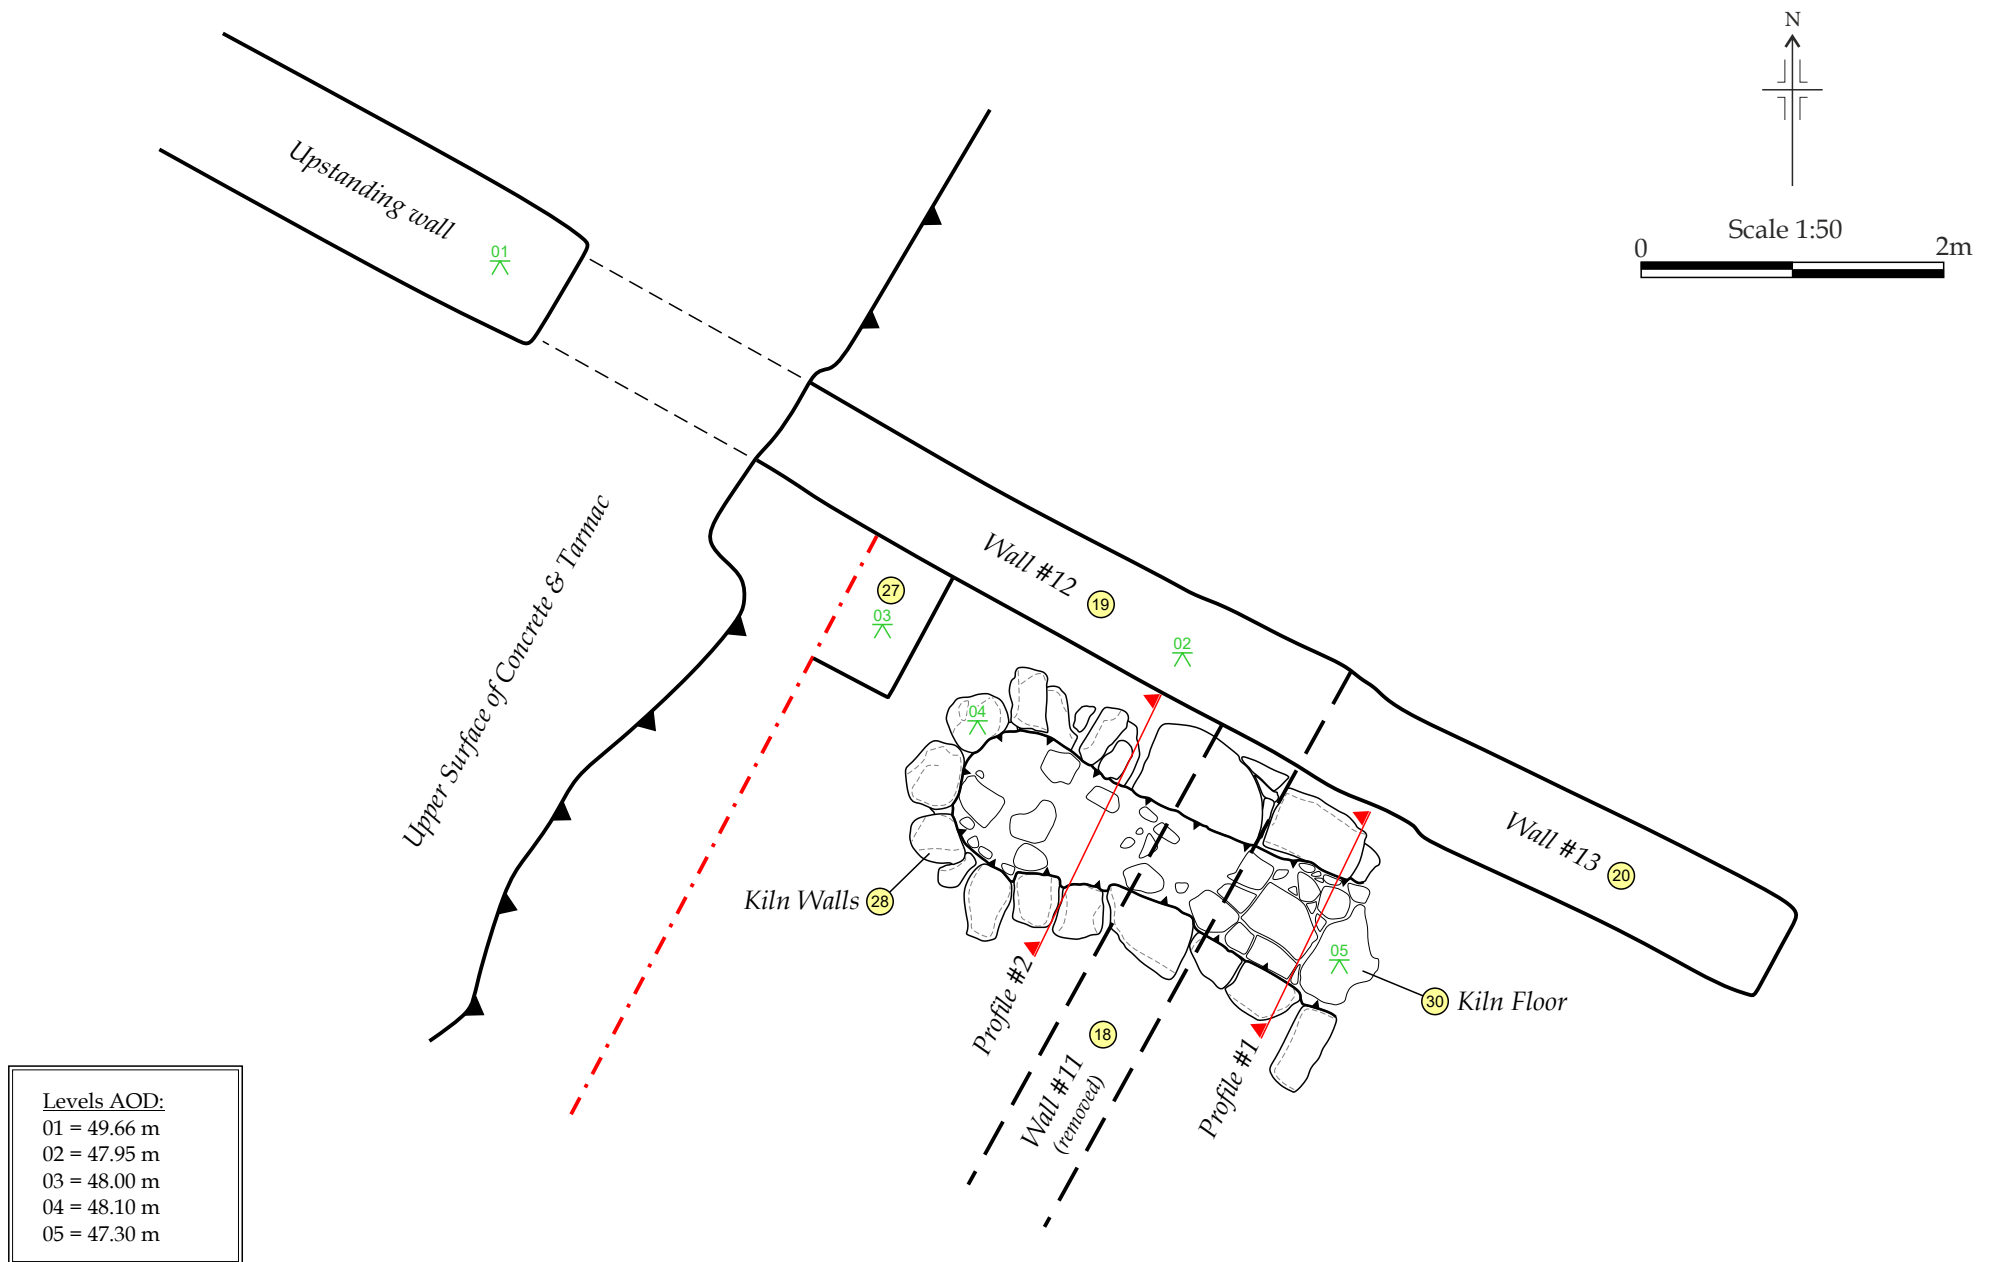 N
Scale 1:50
0 2m
Upstanding wall
01
Upper Surface of Concrete & Tarmac
Wall #12 19
02
27
03
04
Wall #13 20
Kiln Walls 28
05
30 Kiln Floor
Profile #2
18
Wall #11
(removed)
Profile #1
Levels AOD:
01 = 49.66 m
02 = 47.95 m
03 = 48.00 m
04 = 48.10 m
05 = 47.30 m